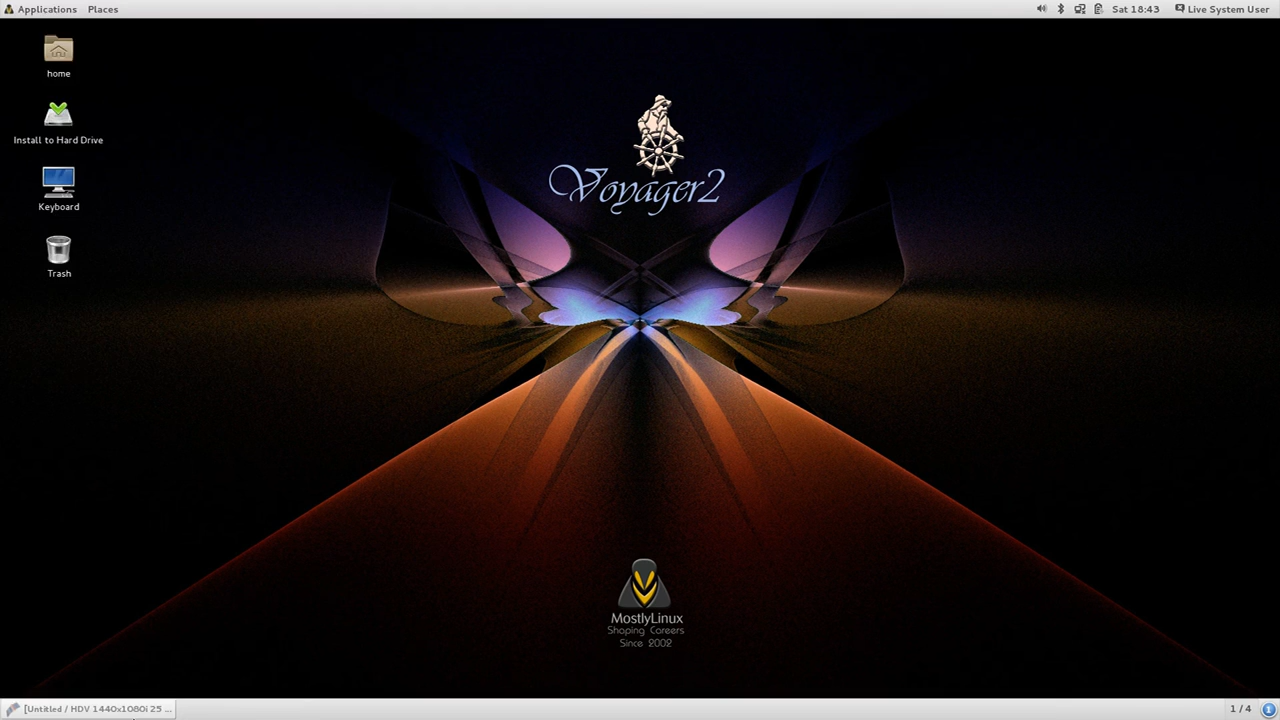 Applications Places Sat 18:43 Live System User
home
Install to Hard Drive
Keyboard
Trash
Voyager2
MostlyLinux
Shaping Careers
Since 2002
[Untitled / HDV 1440x1080i 25 ...
1 / 4
1